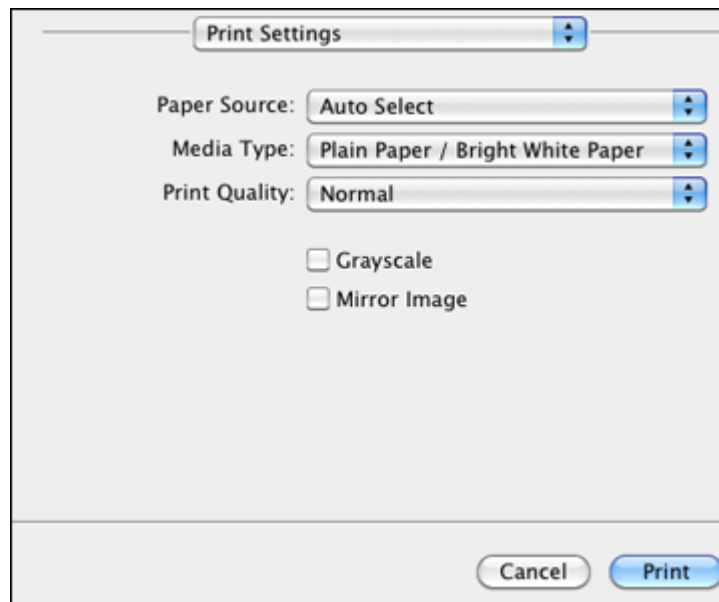 Print Settings
Paper Source: Auto Select
Media Type: Plain Paper / Bright White Paper
Print Quality: Normal
Grayscale
Mirror Image
Cancel Print